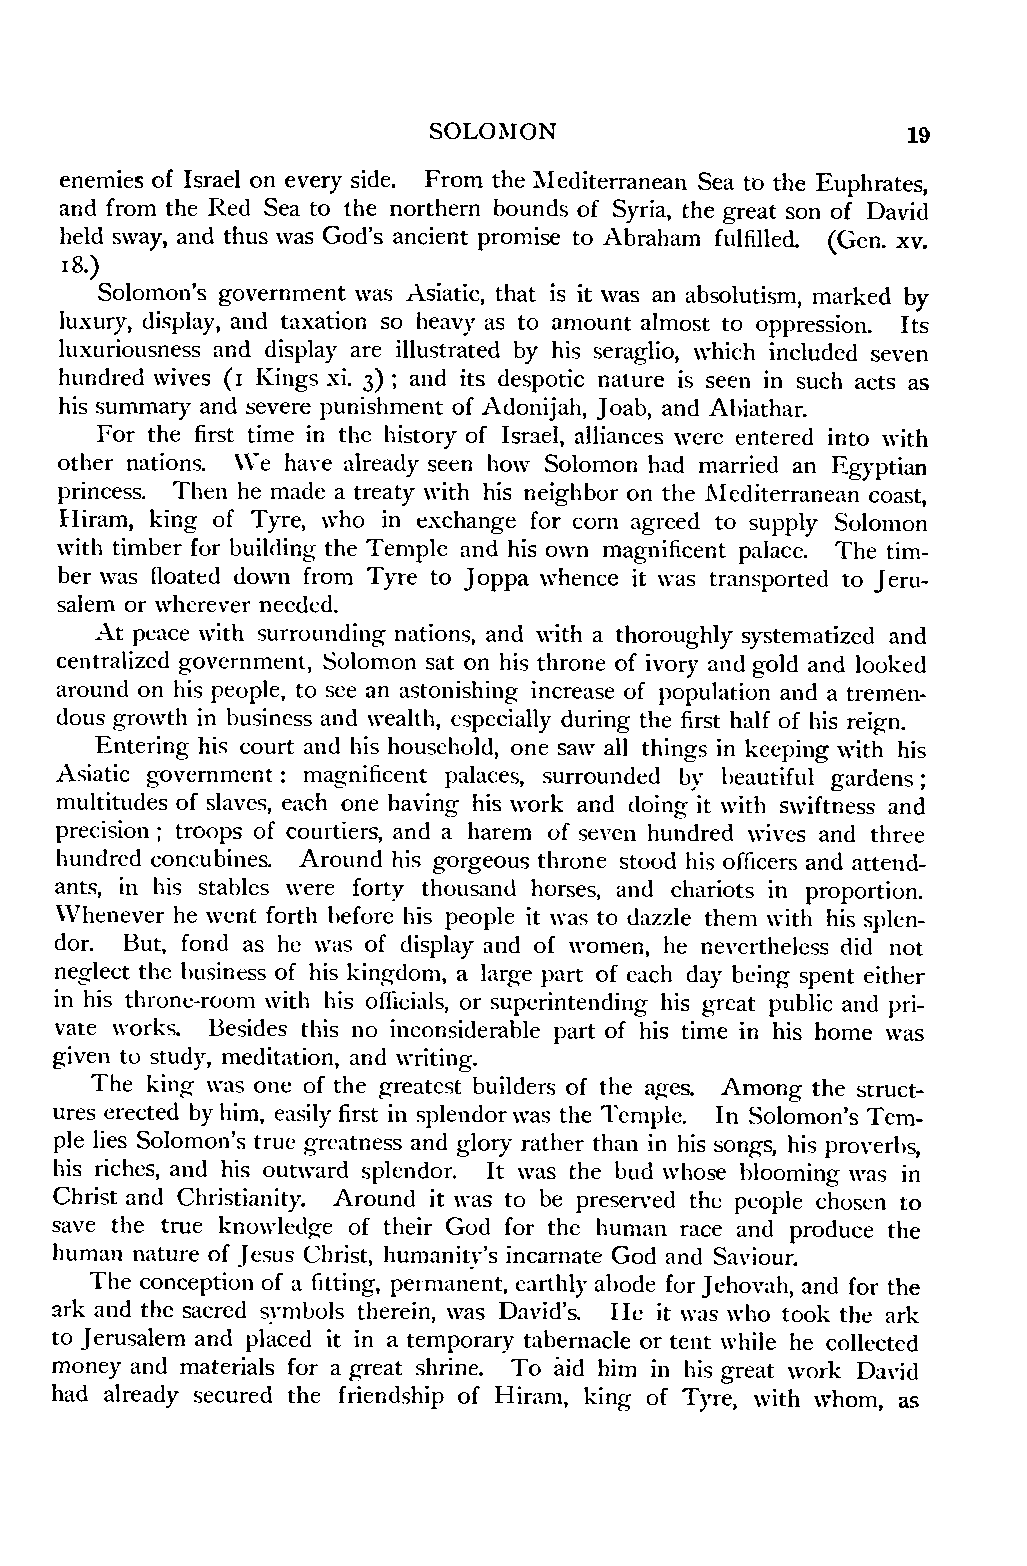 SOLOMON 19
enemies of Israel on every side. From the Mediterranean Sea to the Euphrates,
and from the Red Sea to the northern bounds of Syria, the great son of David
held sway, and thus was God's ancient promise to Abraham fulfilled. (Gen. xv.
18.)
Solomon's government was Asiatic, that is it was an absolutism, marked by
luxury, display, and taxation so heavy as to amount almost to oppression. Its
luxuriousness and display are illustrated by his seraglio, which included seven
hundred wives (1 Kings xi. 3); and its despotic nature is seen in such acts as
his summary and severe punishment of Adonijah, Joab, and Abiathar.
For the first time in the history of Israel, alliances were entered into with
other nations. We have already seen how Solomon had married an Egyptian
princess. Then he made a treaty with his neighbor on the Mediterranean coast,
Hiram, king of Tyre, who in exchange for corn agreed to supply Solomon
with timber for building the Temple and his own magnificent palace. The tim-
ber was floated down from Tyre to Joppa whence it was transported to Jeru-
salem or wherever needed.
At peace with surrounding nations, and with a thoroughly systematized and
centralized government, Solomon sat on his throne of ivory and gold and looked
around on his people, to see an astonishing increase of population and a tremen-
dous growth in business and wealth, especially during the first half of his reign.
Entering his court and his household, one saw all things in keeping with his
Asiatic government: magnificent palaces, surrounded by beautiful gardens;
multitudes of slaves, each one having his work and doing it with swiftness and
precision; troops of courtiers, and a harem of seven hundred wives and three
hundred concubines. Around his gorgeous throne stood his officers and attend-
ants, in his stables were forty thousand horses, and chariots in proportion.
Whenever he went forth before his people it was to dazzle them with his splen-
dor. But, fond as he was of display and of women, he nevertheless did not
neglect the business of his kingdom, a large part of each day being spent either
in his throne-room with his officials, or superintending his great public and pri-
vate works. Besides this no inconsiderable part of his time in his home was
given to study, meditation, and writing.
The king was one of the greatest builders of the ages. Among the struct-
ures erected by him, easily first in splendor was the Temple. In Solomon's Tem-
ple lies Solomon's true greatness and glory rather than in his songs, his proverbs,
his riches, and his outward splendor. It was the bud whose blooming was in
Christ and Christianity. Around it was to be preserved the people chosen to
save the true knowledge of their God for the human race and produce the
human nature of Jesus Christ, humanity's incarnate God and Saviour.
The conception of a fitting, permanent, earthly abode for Jehovah, and for the
ark and the sacred symbols therein, was David's. He it was who took the ark
to Jerusalem and placed it in a temporary tabernacle or tent while he collected
money and materials for a great shrine. To aid him in his great work David
had already secured the friendship of Hiram, king of Tyre, with whom, as